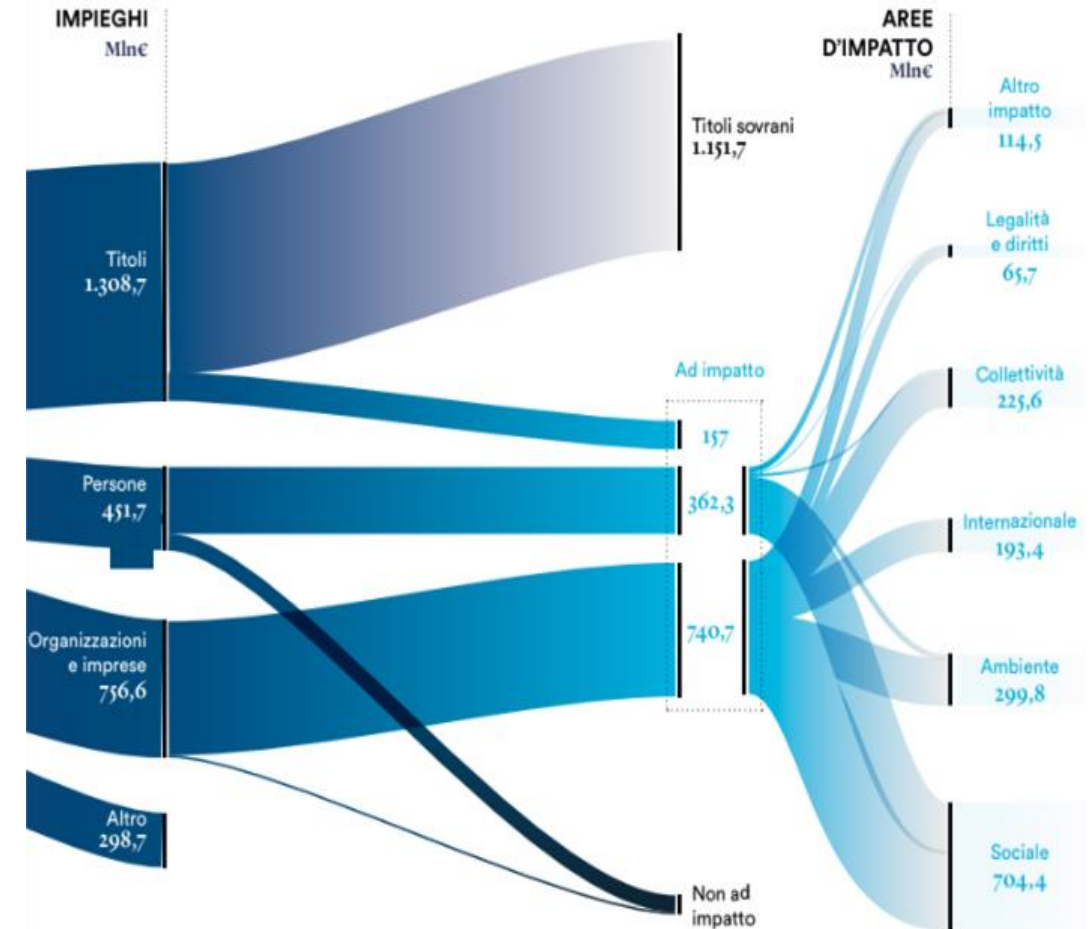 IMPIEGHI
Mln€
Titoli
1.308,7
Persone
451,7
Organizzazioni
e imprese
756,6
Altro
298,7
Titoli sovrani
1.151,7
Ad impatto
157
362,3
740,7
Non ad
impatto
AREE
D'IMPATTO
Mln€
Altro
impatto
114,5
Legalità
e diritti
65,7
Collettività
225,6
Internazionale
193,4
Ambiente
299,8
Sociale
704,4